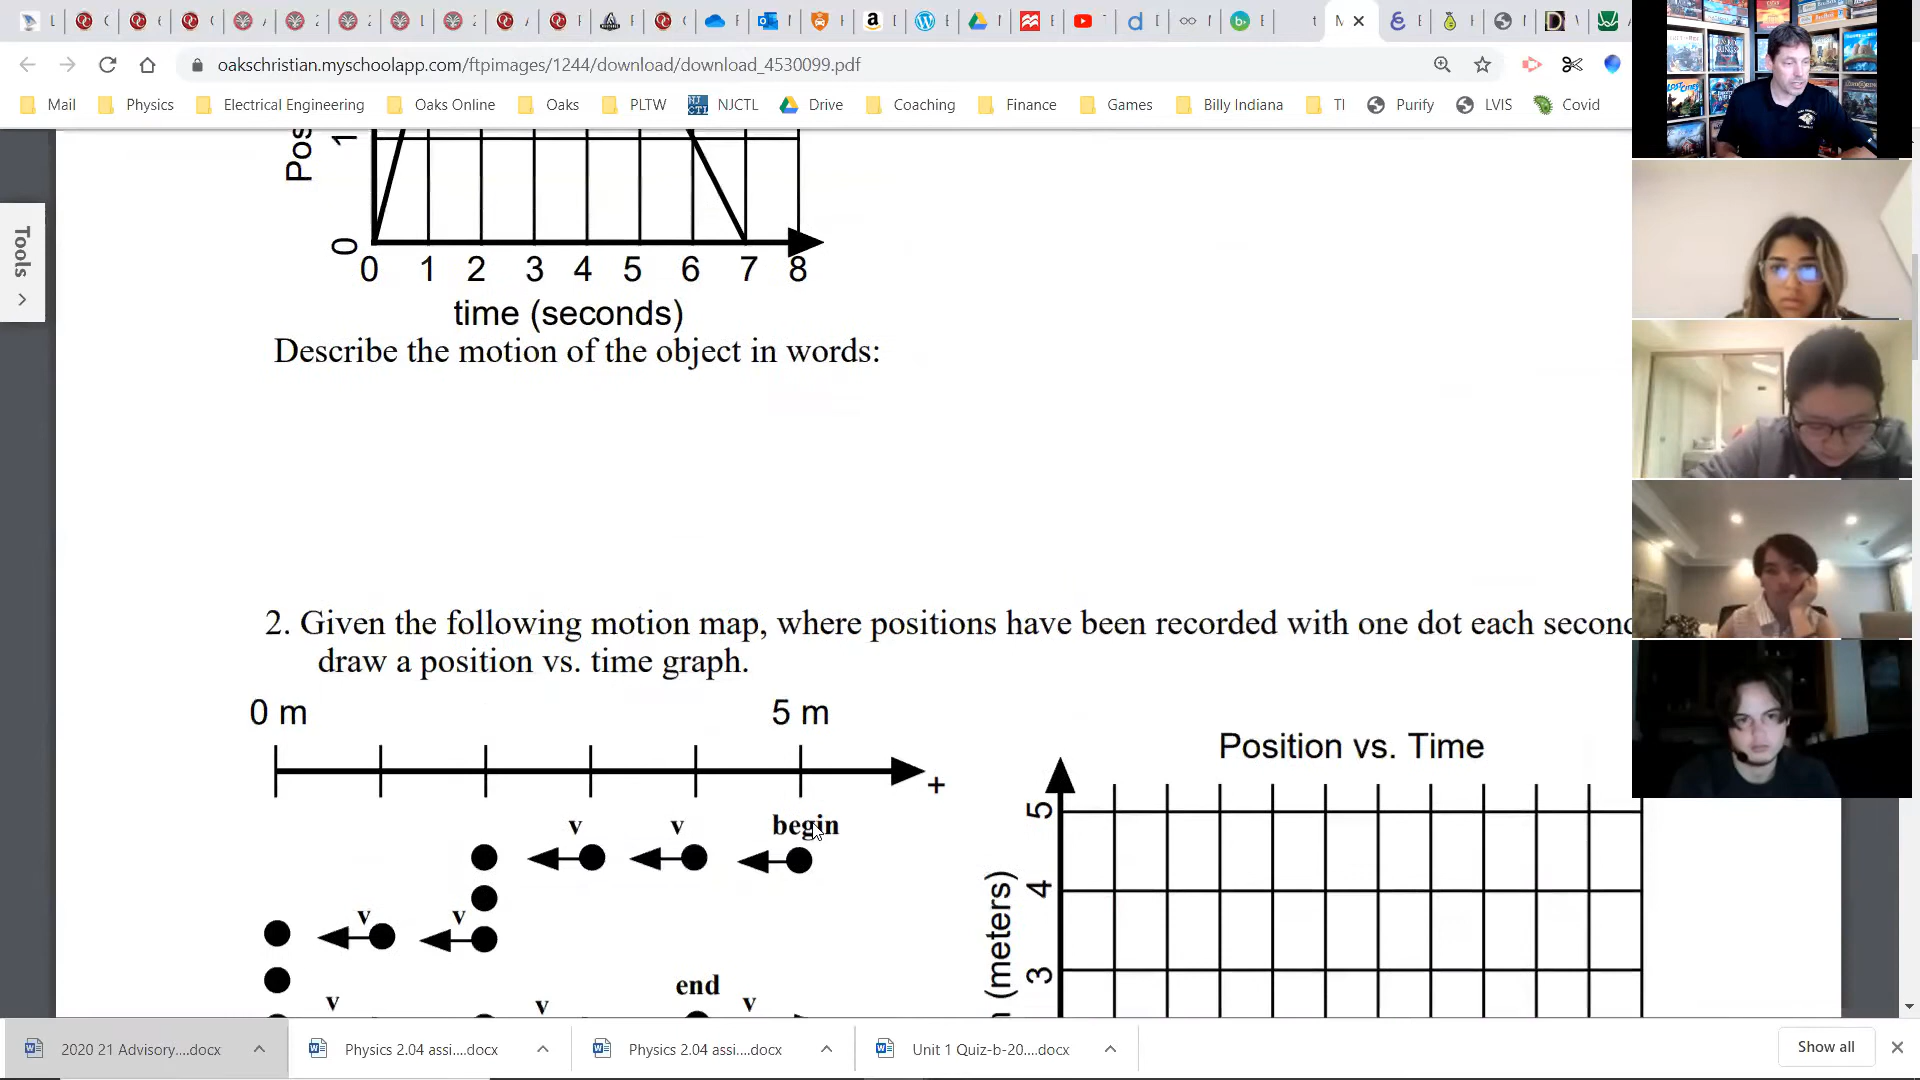 oakschristian.myschoolapp.com/ftpimages/1244/download/download_4530099.pdf
Mail Physics Electrical Engineering Oaks Online Oaks PLTW NJCTL Drive Coaching Finance Games Billy Indiana TI Purify LVIS Covid
Tools
Pos
1
0
0 1 2 3 4 5 6 7 8
time (seconds)
Describe the motion of the object in words:
2. Given the following motion map, where positions have been recorded with one dot each second
draw a position vs. time graph.
0 m 5 m
+
Position vs. Time
v v begin
v v
end
v v v
5
4
3
(meters)
2020 21 Advisory....docx
Physics 2.04 assi....docx
Physics 2.04 assi....docx
Unit 1 Quiz-b-20....docx
Show all